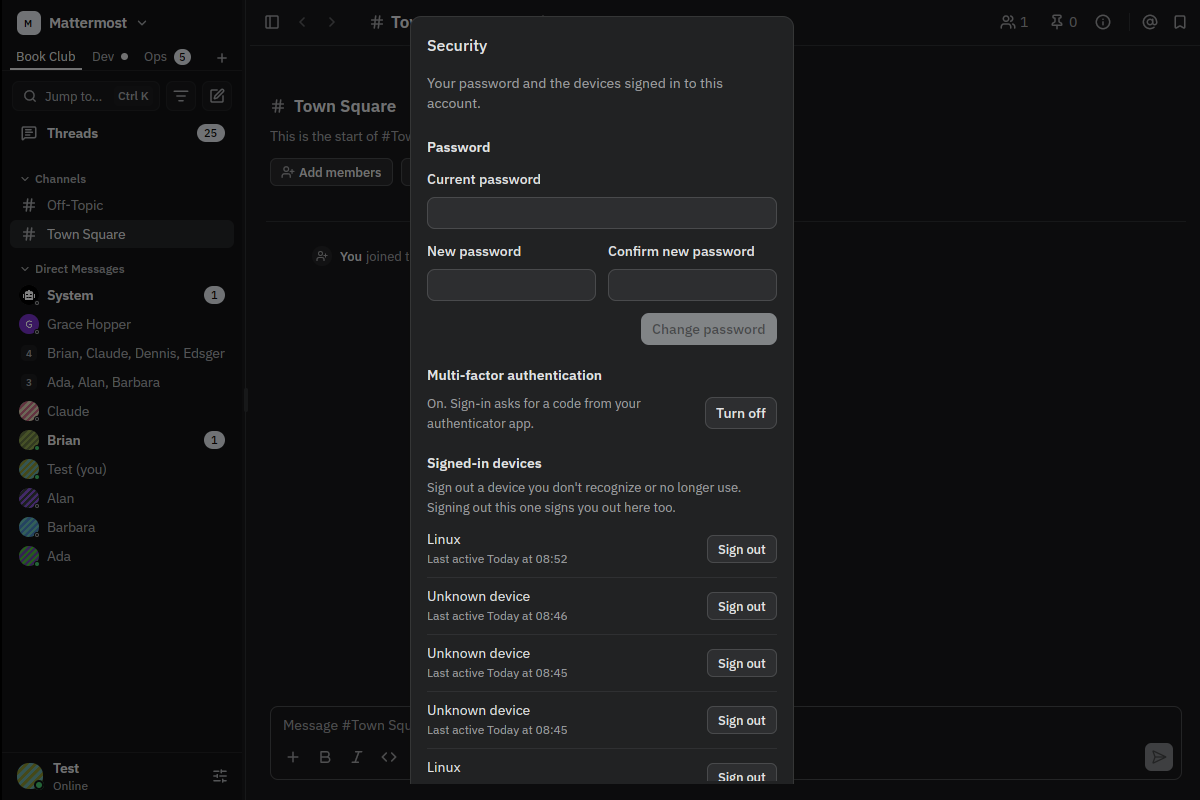 M Mattermost
Book Club Dev Ops 5
Jump to... Ctrl K
Threads 25
Channels
Off-Topic
Town Square
Direct Messages
System 1
G Grace Hopper
4 Brian, Claude, Dennis, Edsger
3 Ada, Alan, Barbara
Claude
Brian 1
Test (you)
Alan
Barbara
Ada
Test
Online
1 0
Town Square
This is the start of
Add members
You joined
Message #Town
Security
Your password and the devices signed in to this
account.
Password
Current password
New password Confirm new password
Change password
Multi-factor authentication
On. Sign-in asks for a code from your
authenticator app.
Turn off
Signed-in devices
Sign out a device you don't recognize or no longer use.
Signing out this one signs you out here too.
Linux
Last active Today at 08:52
Sign out
Unknown device
Last active Today at 08:46
Sign out
Unknown device
Last active Today at 08:45
Sign out
Unknown device
Last active Today at 08:45
Sign out
Linux
Sign out